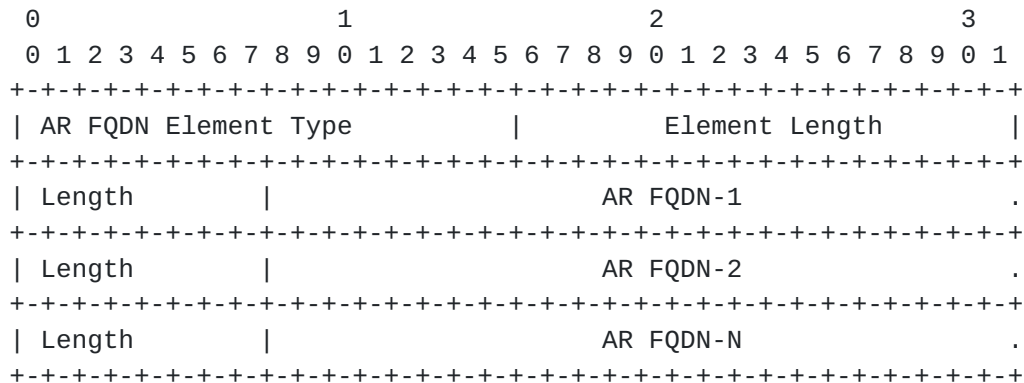 0                   1                   2                   3
0 1 2 3 4 5 6 7 8 9 0 1 2 3 4 5 6 7 8 9 0 1 2 3 4 5 6 7 8 9 0 1
+-+-+-+-+-+-+-+-+-+-+-+-+-+-+-+-+-+-+-+-+-+-+-+-+-+-+-+-+-+-+-+-+
| AR FQDN Element Type          |         Element Length        |
+-+-+-+-+-+-+-+-+-+-+-+-+-+-+-+-+-+-+-+-+-+-+-+-+-+-+-+-+-+-+-+-+
| Length        |                     AR FQDN-1                 .
+-+-+-+-+-+-+-+-+-+-+-+-+-+-+-+-+-+-+-+-+-+-+-+-+-+-+-+-+-+-+-+-+
| Length        |                     AR FQDN-2                 .
+-+-+-+-+-+-+-+-+-+-+-+-+-+-+-+-+-+-+-+-+-+-+-+-+-+-+-+-+-+-+-+-+
| Length        |                     AR FQDN-N                 .
+-+-+-+-+-+-+-+-+-+-+-+-+-+-+-+-+-+-+-+-+-+-+-+-+-+-+-+-+-+-+-+-+